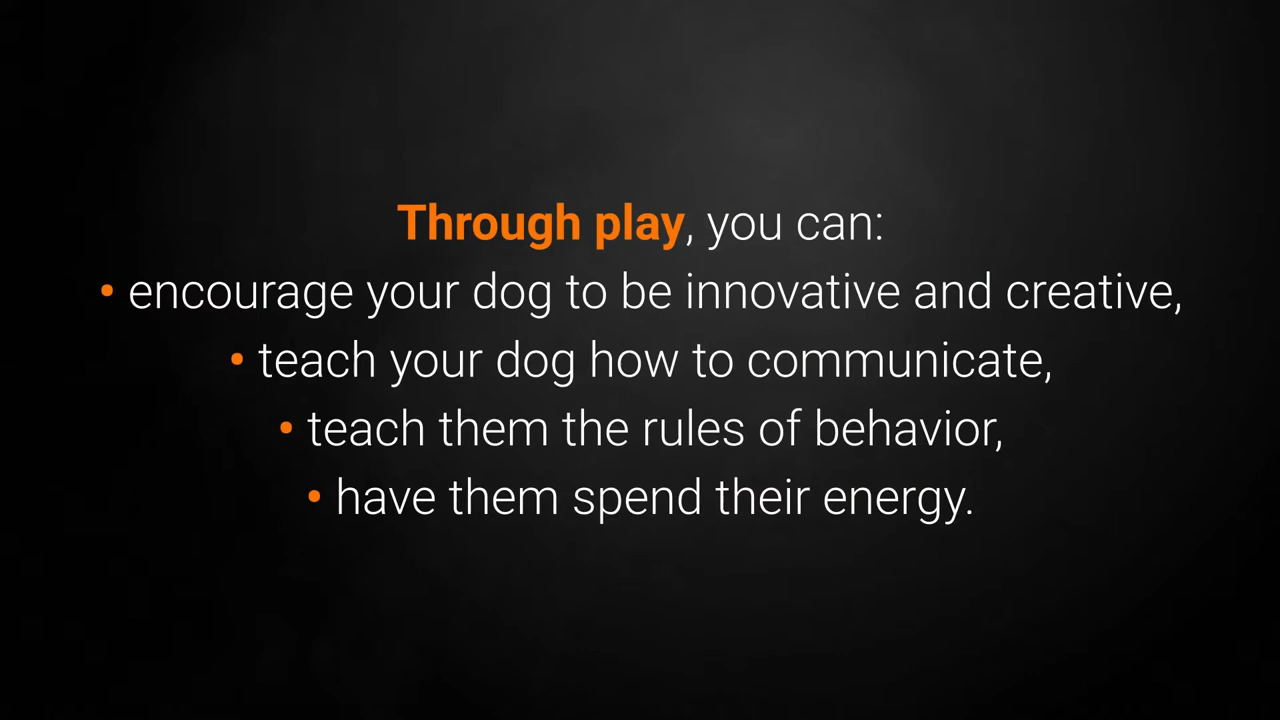 Through play, you can:
• encourage your dog to be innovative and creative,
• teach your dog how to communicate,
• teach them the rules of behavior,
• have them spend their energy.